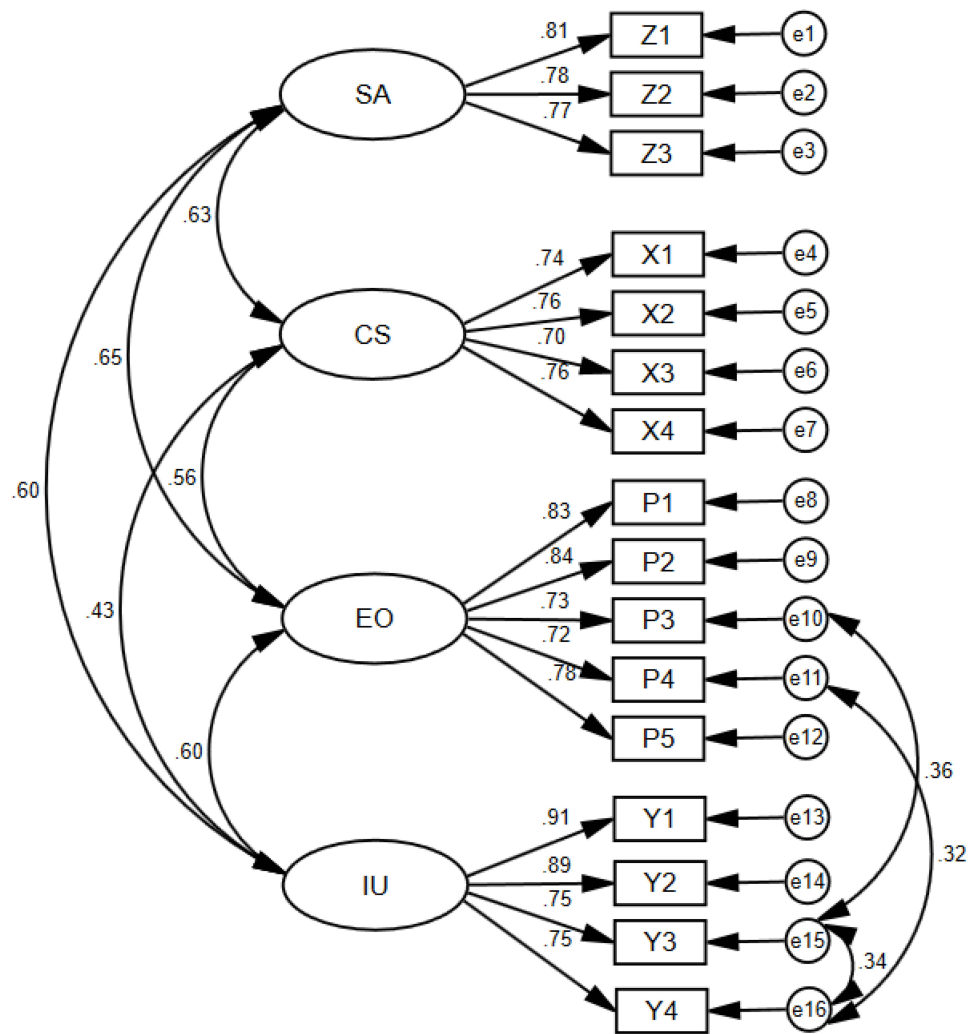 .81
Z1
e1
SA
.78
Z2
e2
.77
Z3
e3
.63
.74
X1
e4
.76
X2
e5
CS
.70
X3
e6
.65
.76
X4
e7
.60
.56
.83
P1
e8
.84
P2
e9
.43
EO
.73
P3
e10
.72
P4
e11
.78
P5
e12
.60
.36
.91
Y1
e13
.32
IU
.89
Y2
e14
.75
Y3
e15
.75
.34
Y4
e16